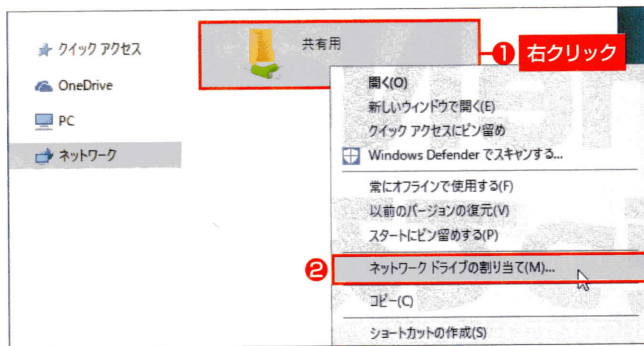 クイック アクセス
OneDrive
PC
ネットワーク
共有用
❶ 右クリック
開く(O)
新しいウィンドウで開く(E)
クイック アクセスにピン留め
Windows Defender でスキャンする...
常にオフラインで使用する(F)
以前のバージョンの復元(V)
スタートにピン留めする(P)
❷ ネットワーク ドライブの割り当て(M)...
コピー(C)
ショートカットの作成(S)